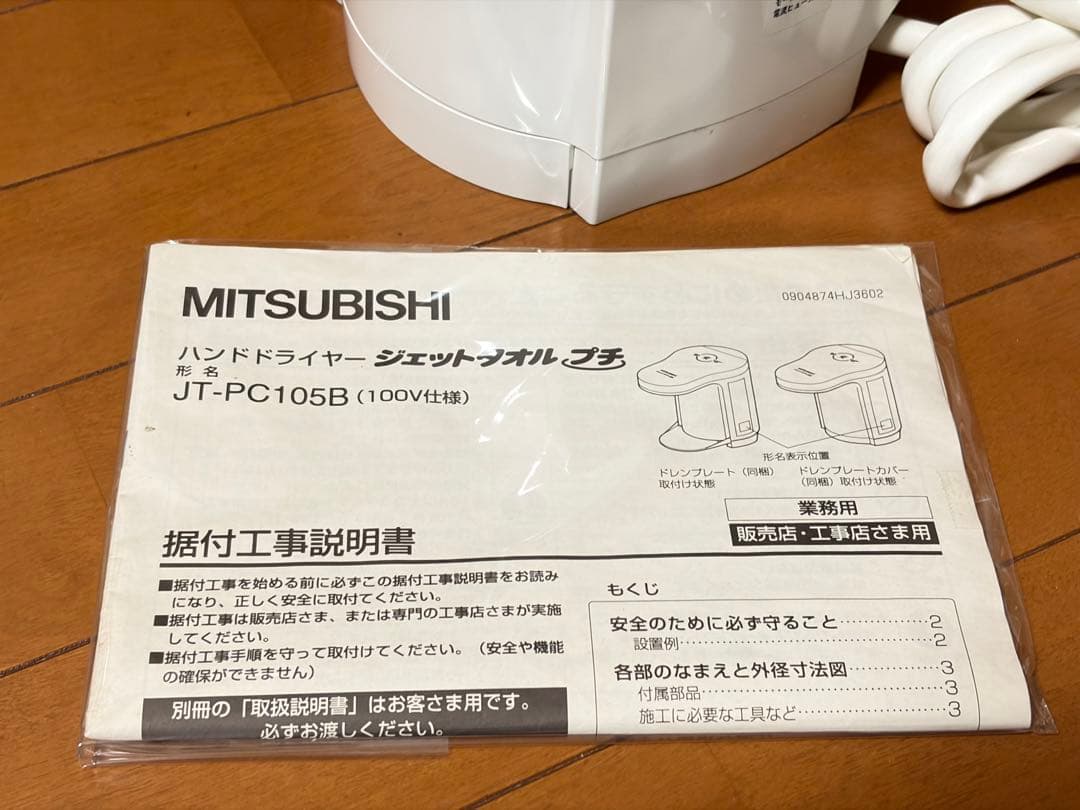 電流ヒュー
MITSUBISHI
0904874HJ3602
ハンドドライヤー ジェットタオル プチ
形名
JT-PC105B (100V仕様)
形名表示位置
ドレンプレート（同梱）
取付け状態
ドレンプレートカバー
（同梱）取付け状態
業務用
販売店・工事店さま用
据付工事説明書
■据付工事を始める前に必ずこの据付工事説明書をお読み
になり、正しく安全に取付てください。
■据付工事は販売店さま、または専門の工事店さまが実施
してください。
■据付工事手順を守って取付けてください。（安全や機能
の確保ができません）
別冊の「取扱説明書」はお客さま用です。
必ずお渡しください。
もくじ
安全のために必ず守ること……………2
設置例……………2
各部のなまえと外径寸法図……………3
付属部品……………3
施工に必要な工具など……………3